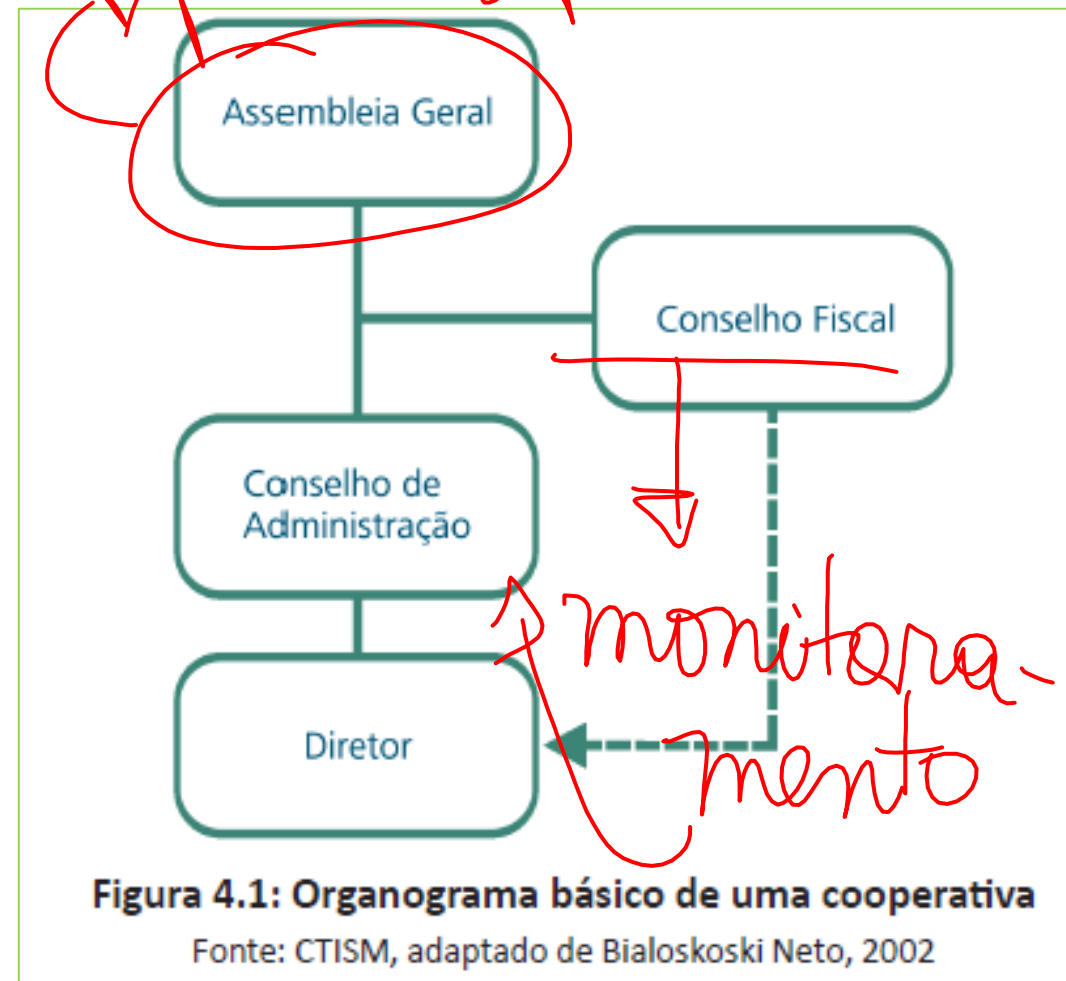 Assembleia Geral
Conselho Fiscal
Conselho de
Administração
monitora-
mento
Diretor
Figura 4.1: Organograma básico de uma cooperativa
Fonte: CTISM, adaptado de Bialoskoski Neto, 2002